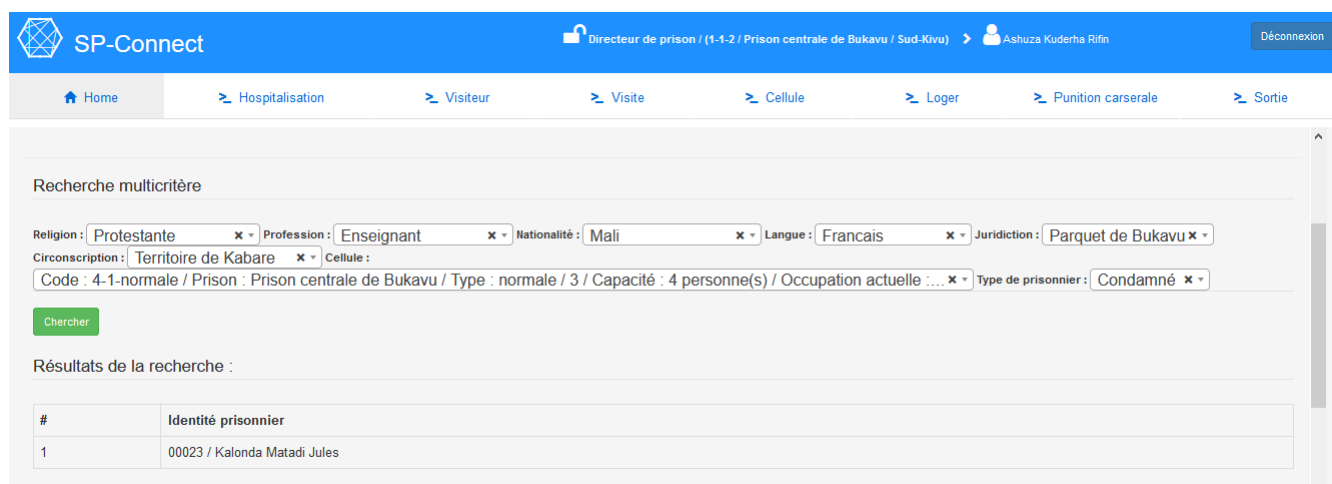 SP-Connect
Directeur de prison / (1-1-2 / Prison centrale de Bukavu / Sud-Kivu) Ashuza Kuderha Rifin Déconnexion
Home Hospitalisation Visiteur Visite Cellule Loger Punition carserale Sortie
Recherche multicritère
Religion : Protestante Profession : Enseignant Nationalité : Mali Langue : Francais Juridiction : Parquet de Bukavu
Circonscription : Territoire de Kabare Cellule :
Code : 4-1-normale / Prison : Prison centrale de Bukavu / Type : normale / 3 / Capacité : 4 personne(s) / Occupation actuelle :… Type de prisonnier : Condamné
Chercher
Résultats de la recherche :
# Identité prisonnier
1 00023 / Kalonda Matadi Jules